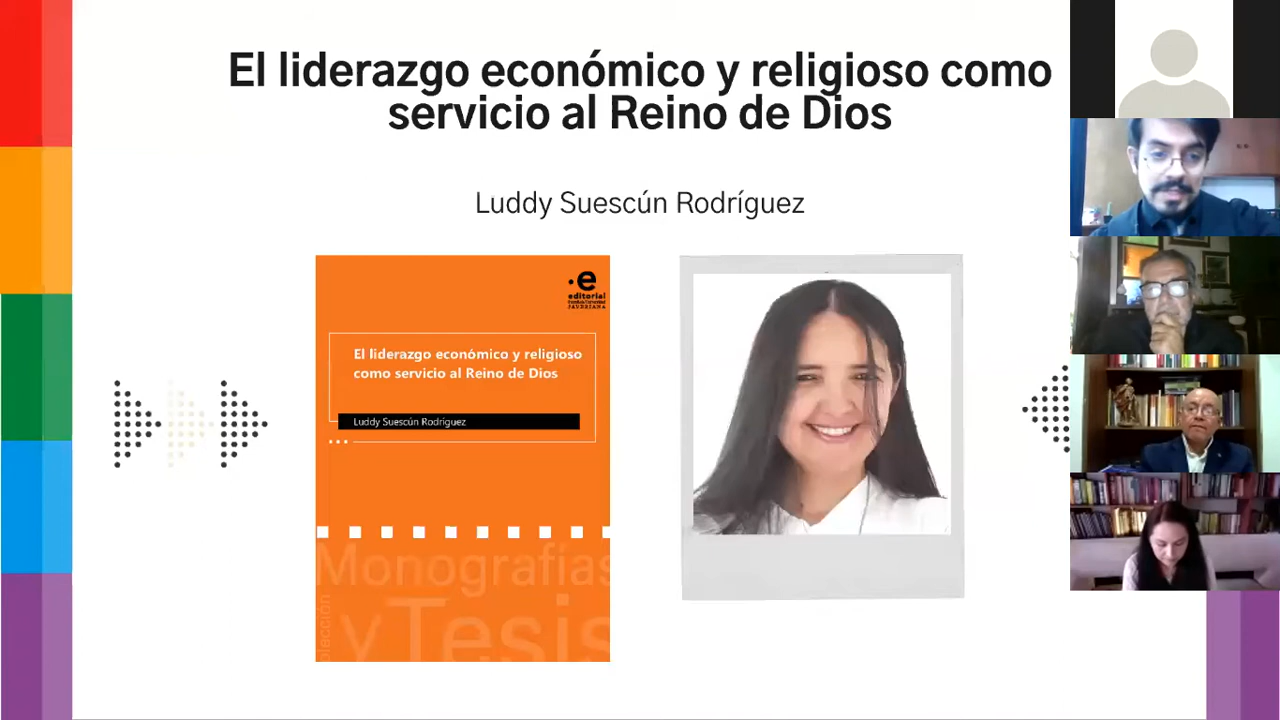 El liderazgo económico y religioso como
servicio al Reino de Dios
Luddy Suescún Rodríguez
e
editorial
JAVERIANA
El liderazgo económico y religioso
como servicio al Reino de Dios
Luddy Suescún Rodríguez
Monografías
y Tesis